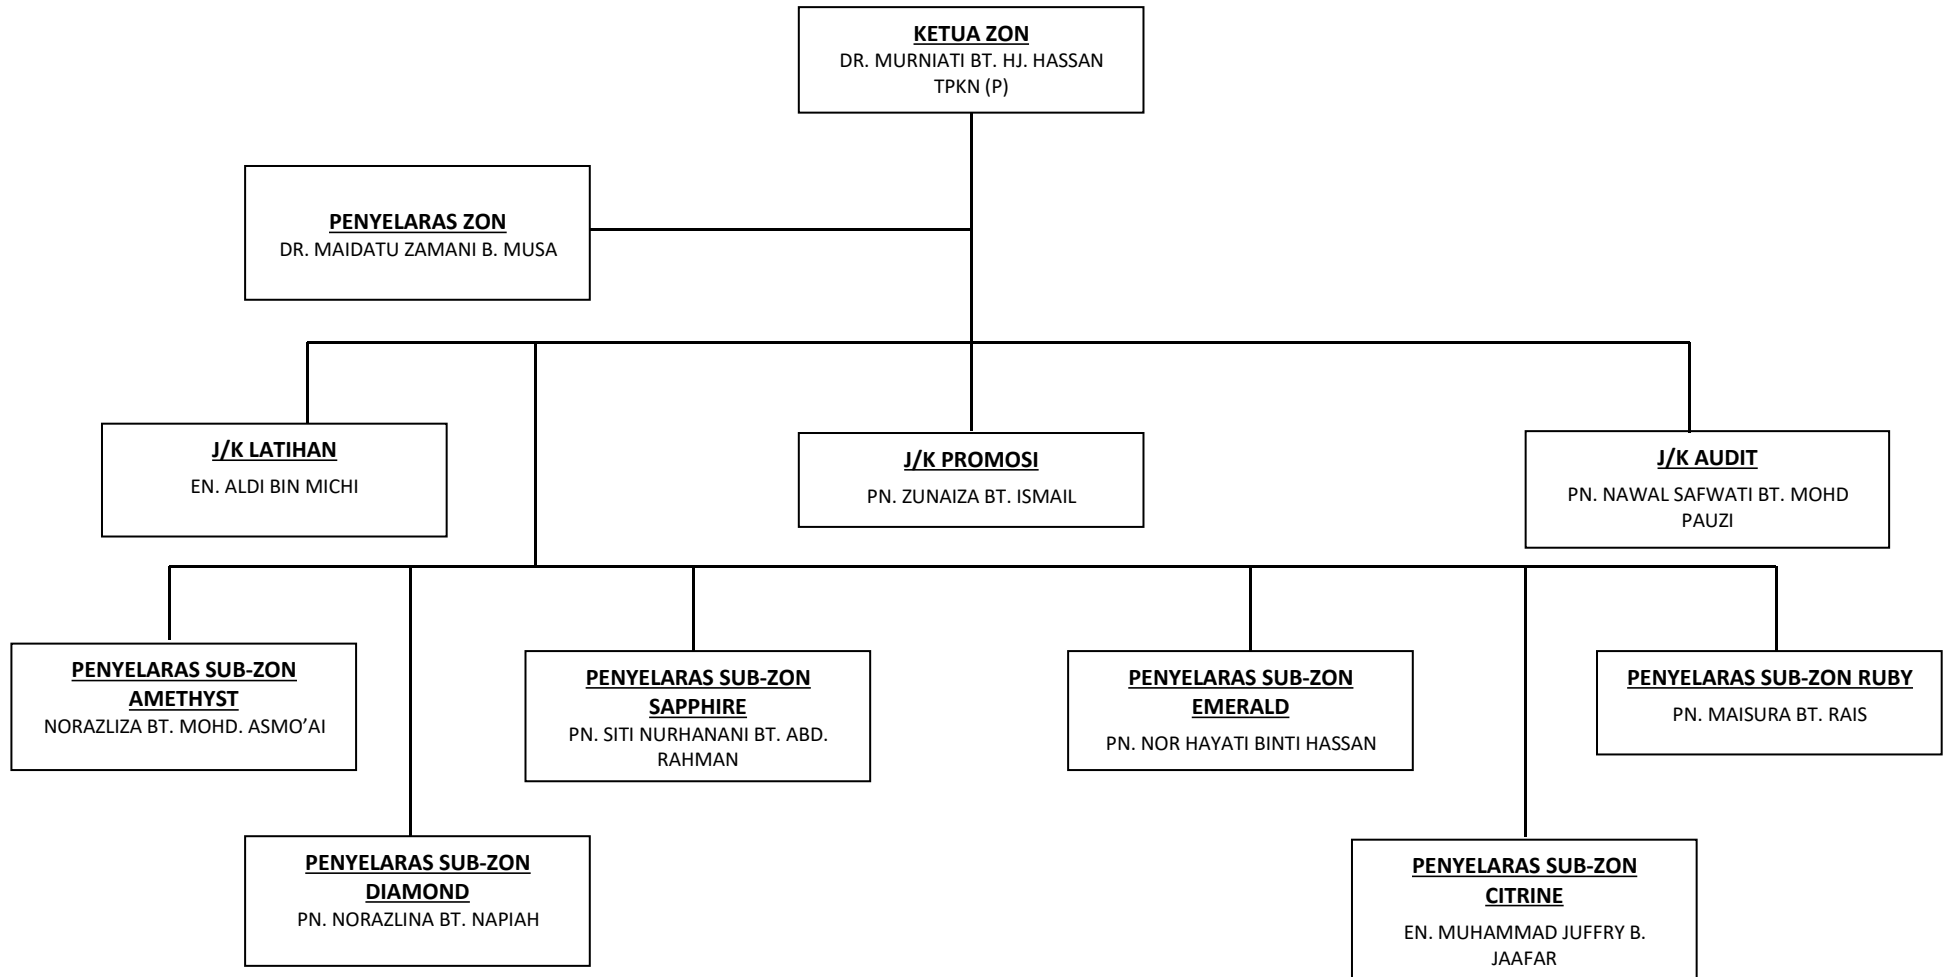 KETUA ZON
DR. MURNIATI BT. HJ. HASSAN
TPKN (P)
PENYELARAS ZON
DR. MAIDATU ZAMANI B. MUSA
J/K LATIHAN
EN. ALDI BIN MICHI
J/K PROMOSI
PN. ZUNAIZA BT. ISMAIL
J/K AUDIT
PN. NAWAL SAFWATI BT. MOHD
PAUZI
PENYELARAS SUB-ZON
AMETHYST
NORAZLIZA BT. MOHD. ASMO’AI
PENYELARAS SUB-ZON
SAPPHIRE
PN. SITI NURHANANI BT. ABD.
RAHMAN
PENYELARAS SUB-ZON
EMERALD
PN. NOR HAYATI BINTI HASSAN
PENYELARAS SUB-ZON RUBY
PN. MAISURA BT. RAIS
PENYELARAS SUB-ZON
DIAMOND
PN. NORAZLINA BT. NAPIAH
PENYELARAS SUB-ZON
CITRINE
EN. MUHAMMAD JUFFRY B.
JAAFAR